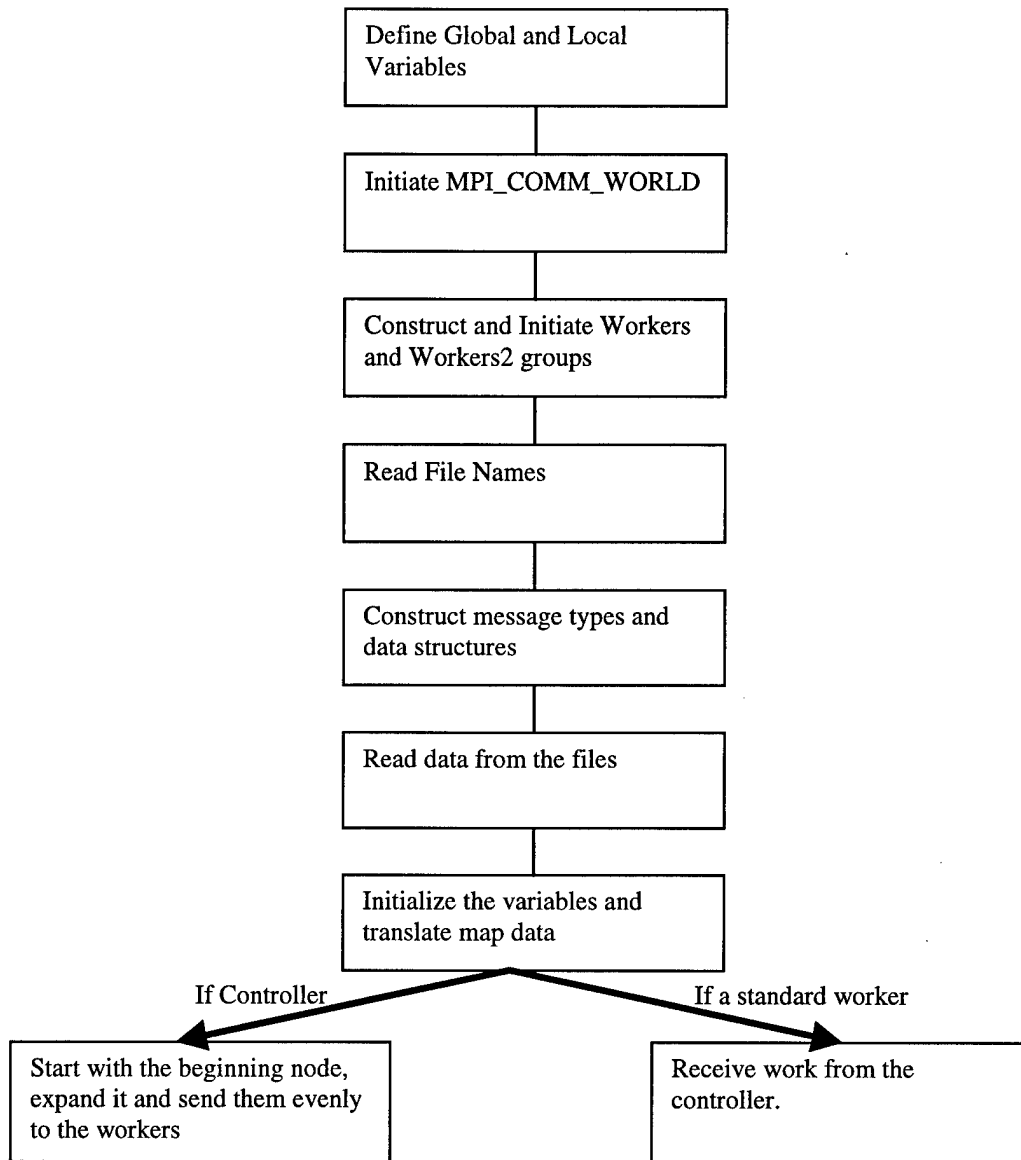 Define Global and Local
Variables
Initiate MPI_COMM_WORLD
Construct and Initiate Workers
and Workers2 groups
Read File Names
Construct message types and
data structures
Read data from the files
Initialize the variables and
translate map data
If Controller
If a standard worker
Start with the beginning node,
expand it and send them evenly
to the workers
Receive work from the
controller.